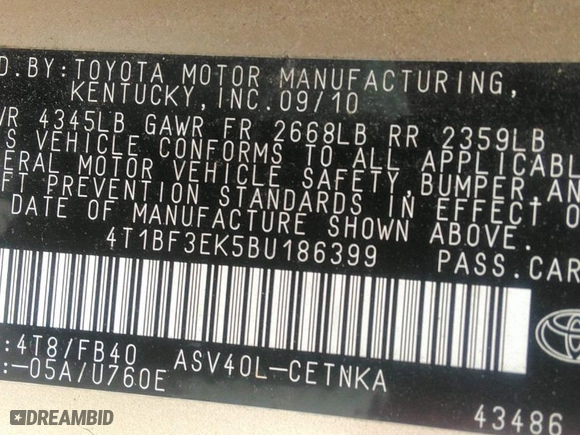 D.BY:TOYOTA MOTOR MANUFACTURING,
KENTUCKY, INC.09/10
VR 4345LB GAWR FR 2668LB RR 2359LB
S VEHICLE CONFORMS TO ALL APPLICABLE
ERAL MOTOR VEHICLE SAFETY,BUMPER AN
FT PREVENTION STANDARDS IN EFFECT O
DATE OF MANUFACTURE SHOWN ABOVE.
4T1BF3EK5BU186399 PASS.CAR
:4T8/FB40 ASV40L-CETNKA
:-05A/U760E
43486
DREAMBID